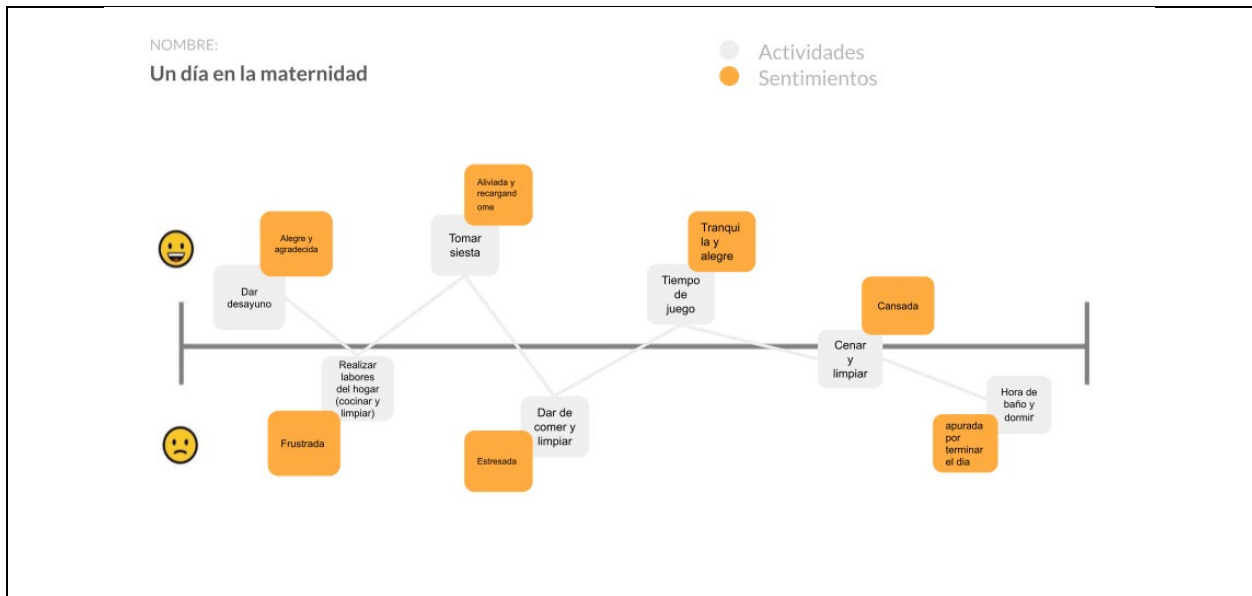 NOMBRE:
Un día en la maternidad
Actividades
Sentimientos
Alegre y
agradecida
Dar
desayuno
Realizar
labores
del hogar
(cocinar y
limpiar)
Frustrada
Aliviada y
recargand
ome
Tomar
siesta
Dar de
comer y
limpiar
Estresada
Tranqui
la y
alegre
Tiempo
de
juego
Cansada
Cenar
y
limpiar
Hora de
baño y
dormir
apurada
por
terminar
el dia